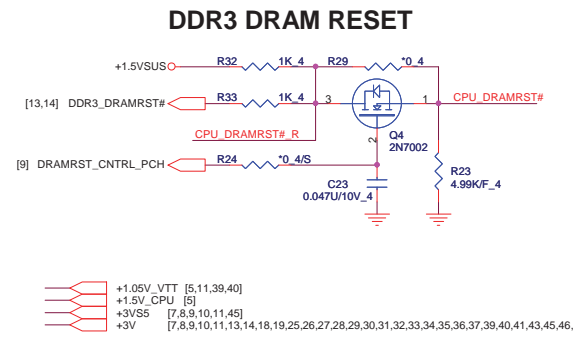 DDR3 DRAM RESET
+1.5VSUS R32 1K_4 R29 *0_4
[13,14] DDR3_DRAMRST# R33 1K_4 3 1 CPU_DRAMRST#
CPU_DRAMRST#_R Q4
2N7002
2
[9] DRAMRST_CNTRL_PCH R24 *0_4/S
R23
4.99K/F_4
C23
0.047U/10V_4
+1.05V_VTT [5,11,39,40]
+1.5V_CPU [5]
+3VS5 [7,8,9,10,11,45]
+3V [7,8,9,10,11,13,14,18,19,25,26,27,28,29,30,31,32,33,34,35,36,37,39,40,41,43,45,46,